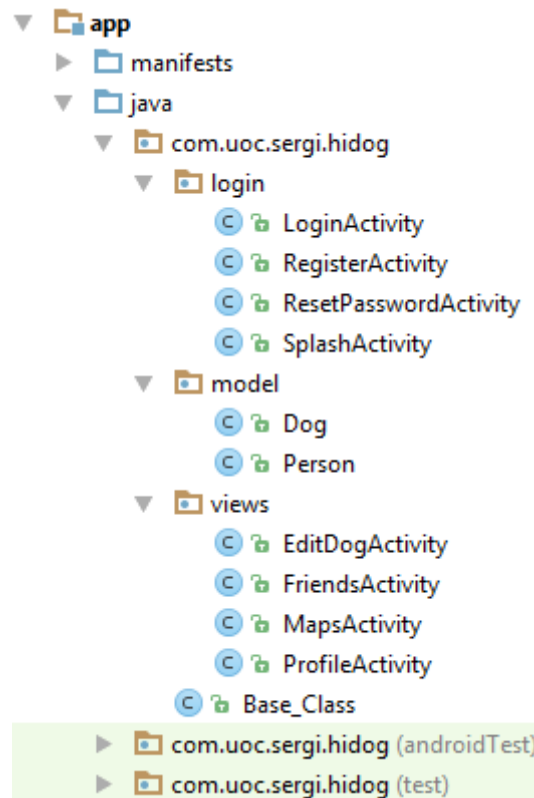 app
manifests
java
com.uoc.sergi.hidog
login
C LoginActivity
C RegisterActivity
C ResetPasswordActivity
C SplashActivity
model
C Dog
C Person
views
C EditDogActivity
C FriendsActivity
C MapsActivity
C ProfileActivity
C Base_Class
com.uoc.sergi.hidog (androidTest)
com.uoc.sergi.hidog (test)